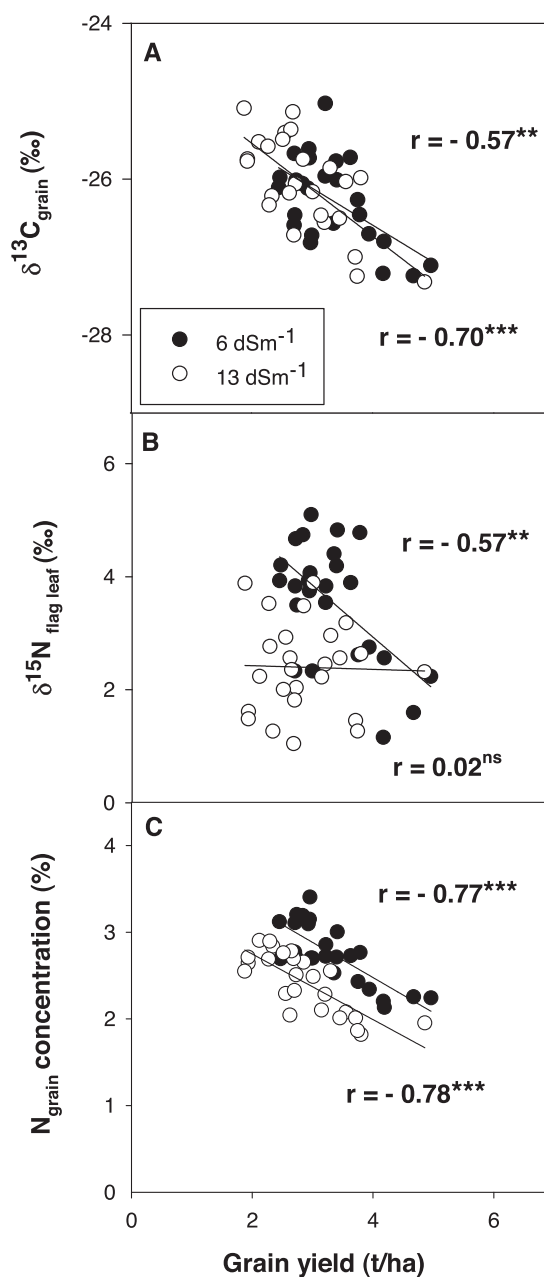 -24
A
r = - 0.57**
-26
δ13Cgrain (‰)
r = - 0.70***
-28
6 dSm-1
13 dSm-1
B
6
r = - 0.57**
4
δ15N flag leaf (‰)
2
r = 0.02ns
0
C
4
r = - 0.77***
3
Ngrain concentration (%)
2
r = - 0.78***
1
0
0 2 4 6
Grain yield (t/ha)